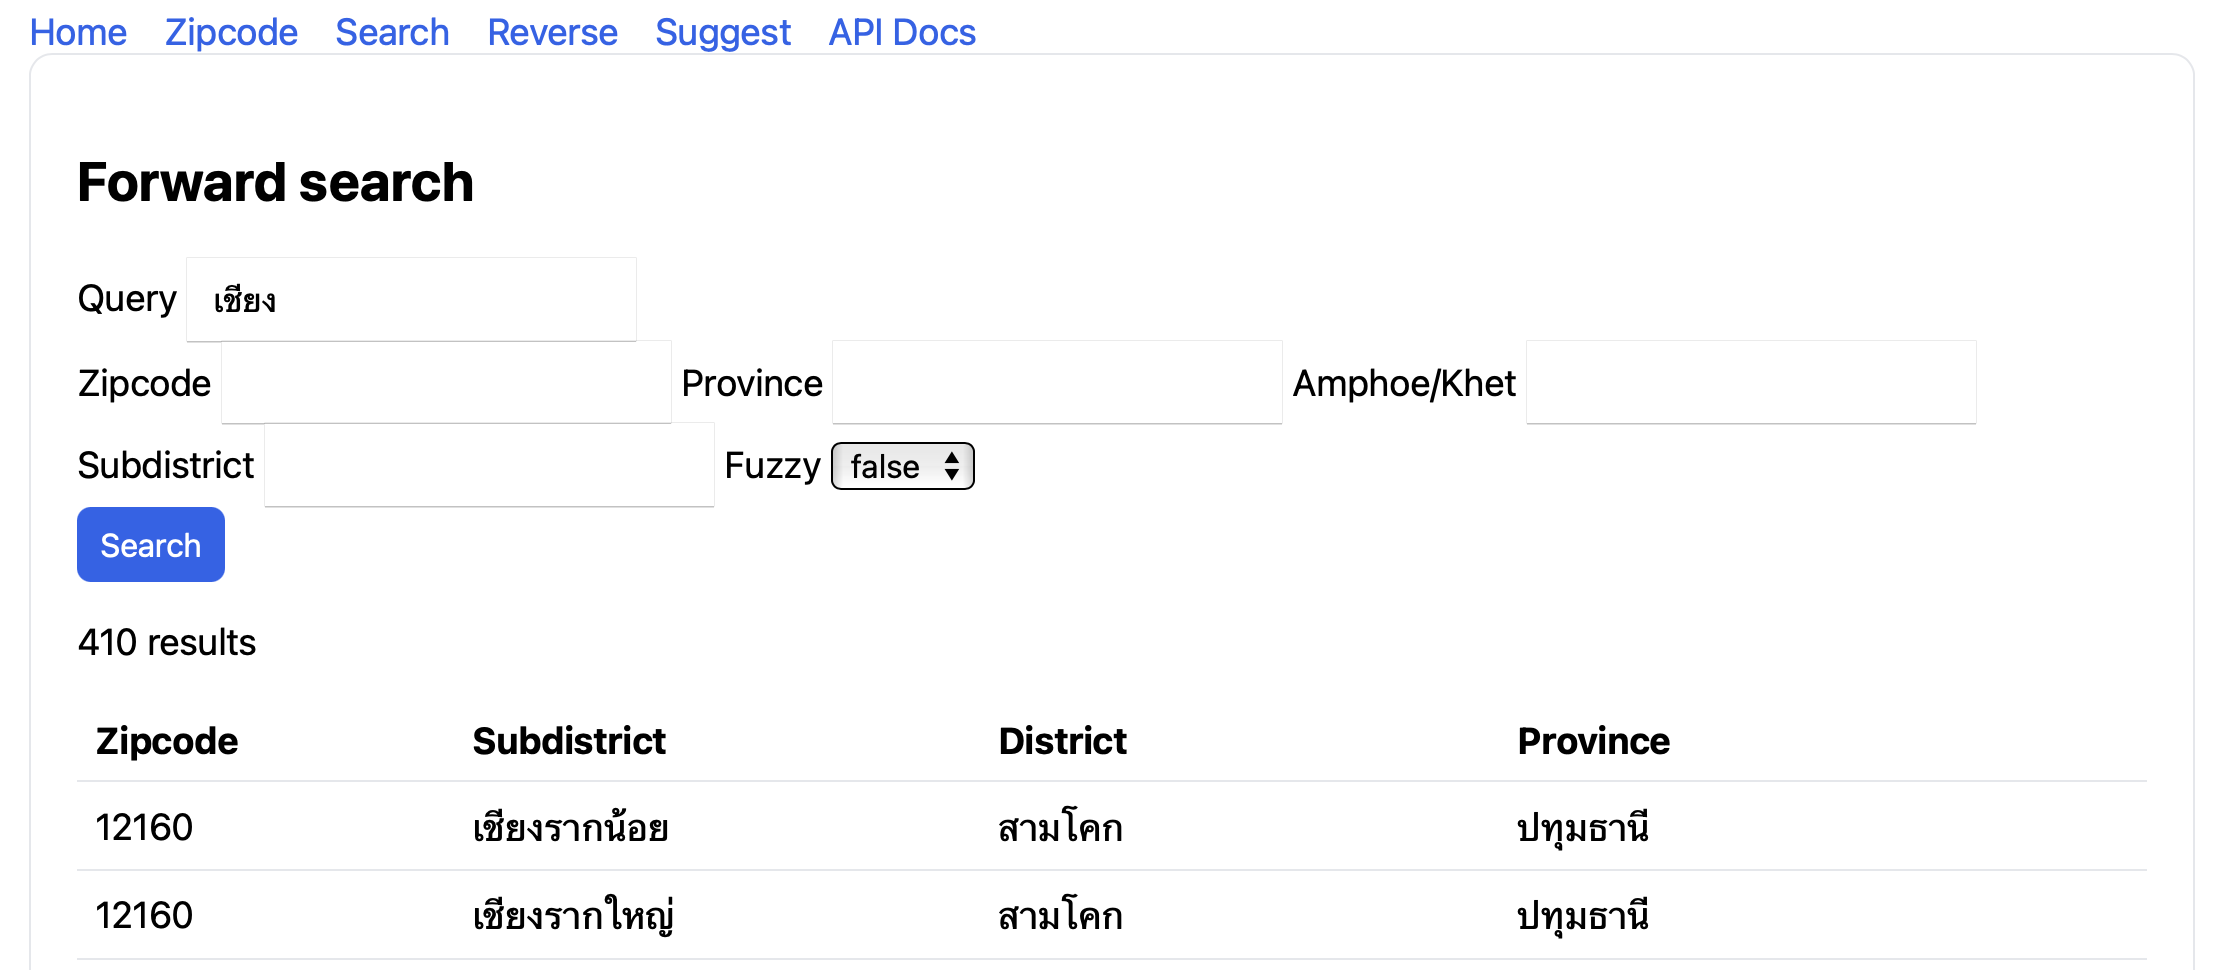 Home Zipcode Search Reverse Suggest API Docs
Forward search
Query เชียง
Zipcode Province Amphoe/Khet
Subdistrict Fuzzy false
Search
410 results
Zipcode Subdistrict District Province
12160 เชียงรากน้อย สามโคก ปทุมธานี
12160 เชียงรากใหญ่ สามโคก ปทุมธานี